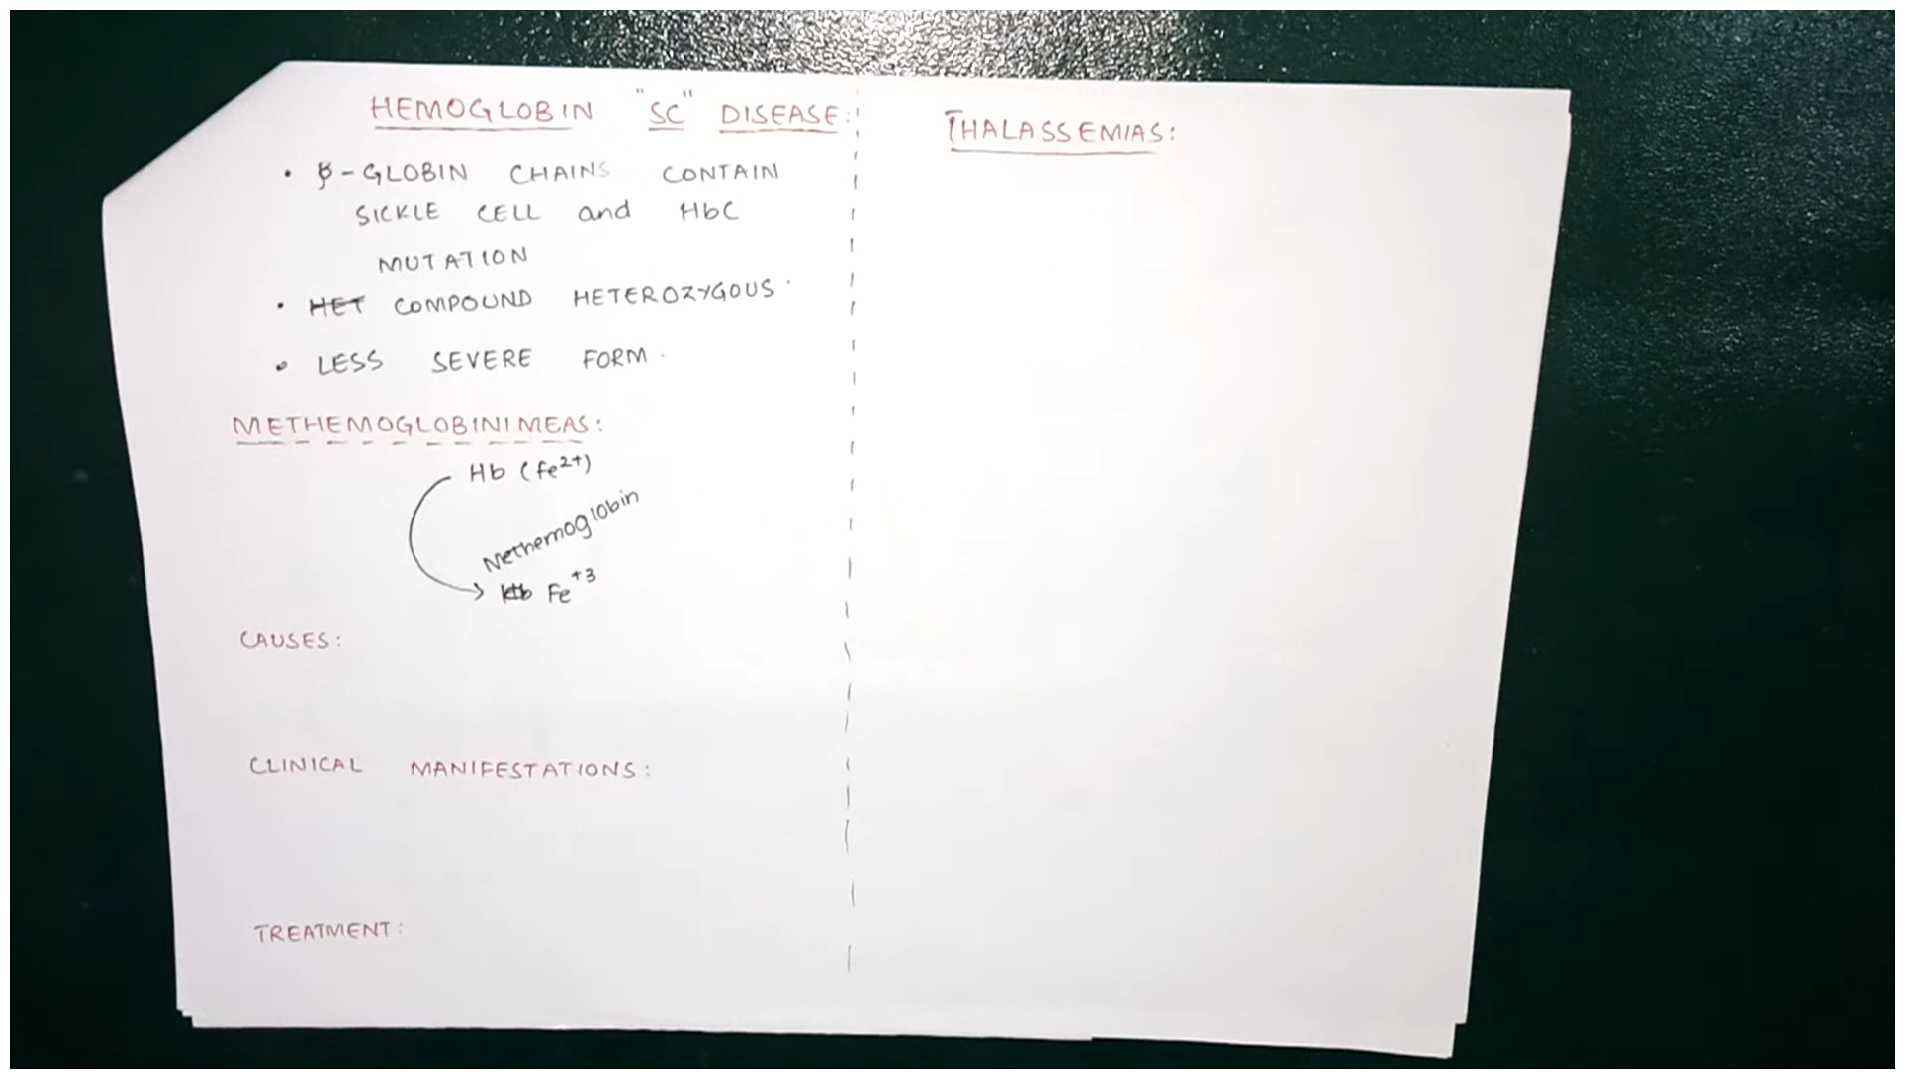 HEMOGLOBIN "SC" DISEASE:
• β-GLOBIN CHAINS CONTAIN
SICKLE CELL and HbC
MUTATION
• HET COMPOUND HETEROZYGOUS.
• LESS SEVERE FORM.
METHEMOGLOBINIMEAS:
Hb (Fe2+)
Methemoglobin
Hb Fe+3
CAUSES:
CLINICAL MANIFESTATIONS:
TREATMENT:
THALASSEMIAS: